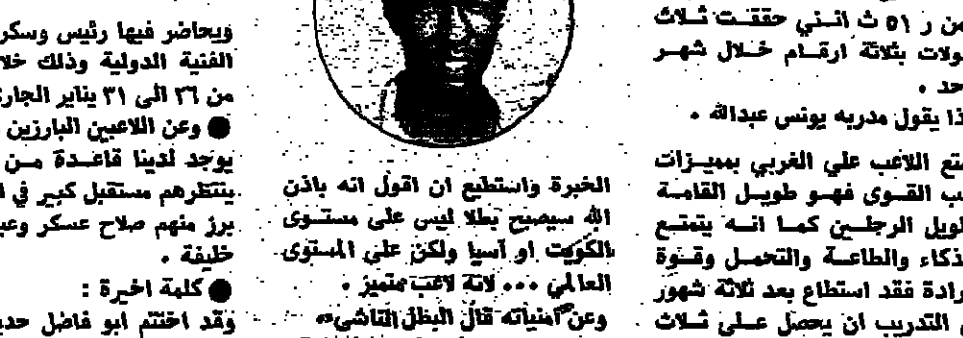 من ر ٥١ ث انني حققت ثلاث
ولات بثلاثة ارقام خلال شهر
حد .
ذا يقول مدربه يونس عبدالله .
تع اللاعب علي الغربي بمميزات
ب القوى فهو طويل القامة
لويل الرجلين كما انه يتمتع
ذكاء والطاعة والتحمل وقوة
رادة فقد استطاع بعد ثلاثة شهور
التدريب ان يحصل على ثلاث
الخبرة واستطيع ان اقول انه باذن
الله سيصبح بطلا ليس على مستوى
الكويت او آسيا ولكن على المستوى
العالمي ... لانه لاعب متميز .
وعن امنياته قال البطل الناشيء
ويحاضر فيها رئيس وسكر
الفنية الدولية وذلك خلا
من ٢٦ الى ٣١ يناير الجاري
● وعن اللاعبين البارزين
يوجد لدينا قاعدة من
ينتظرهم مستقبل كبير في ا
برز منهم صلاح عسكر وعبد
خليفة .
● كلمة اخيرة :
وقد اختتم ابو فاضل حدي